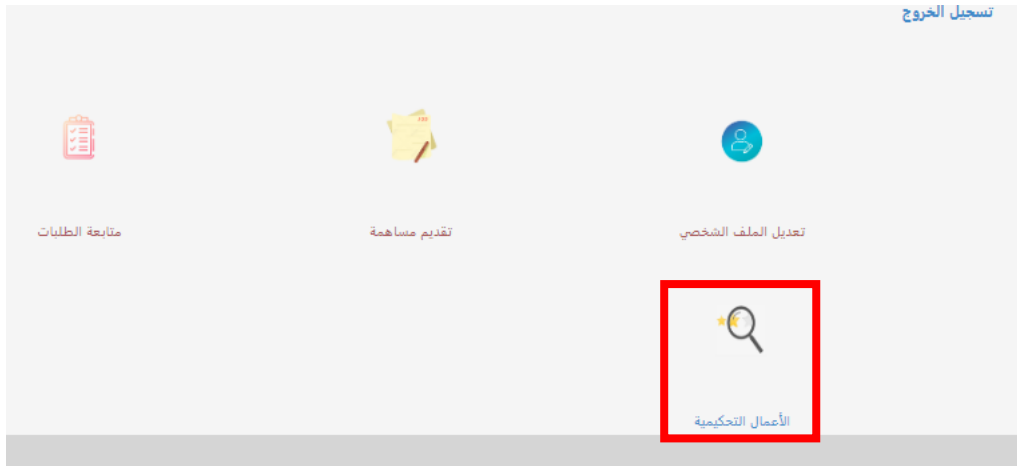 تسجيل الخروج
تعديل الملف الشخصي
تقديم مساهمة
متابعة الطلبات
الأعمال التحكيمية